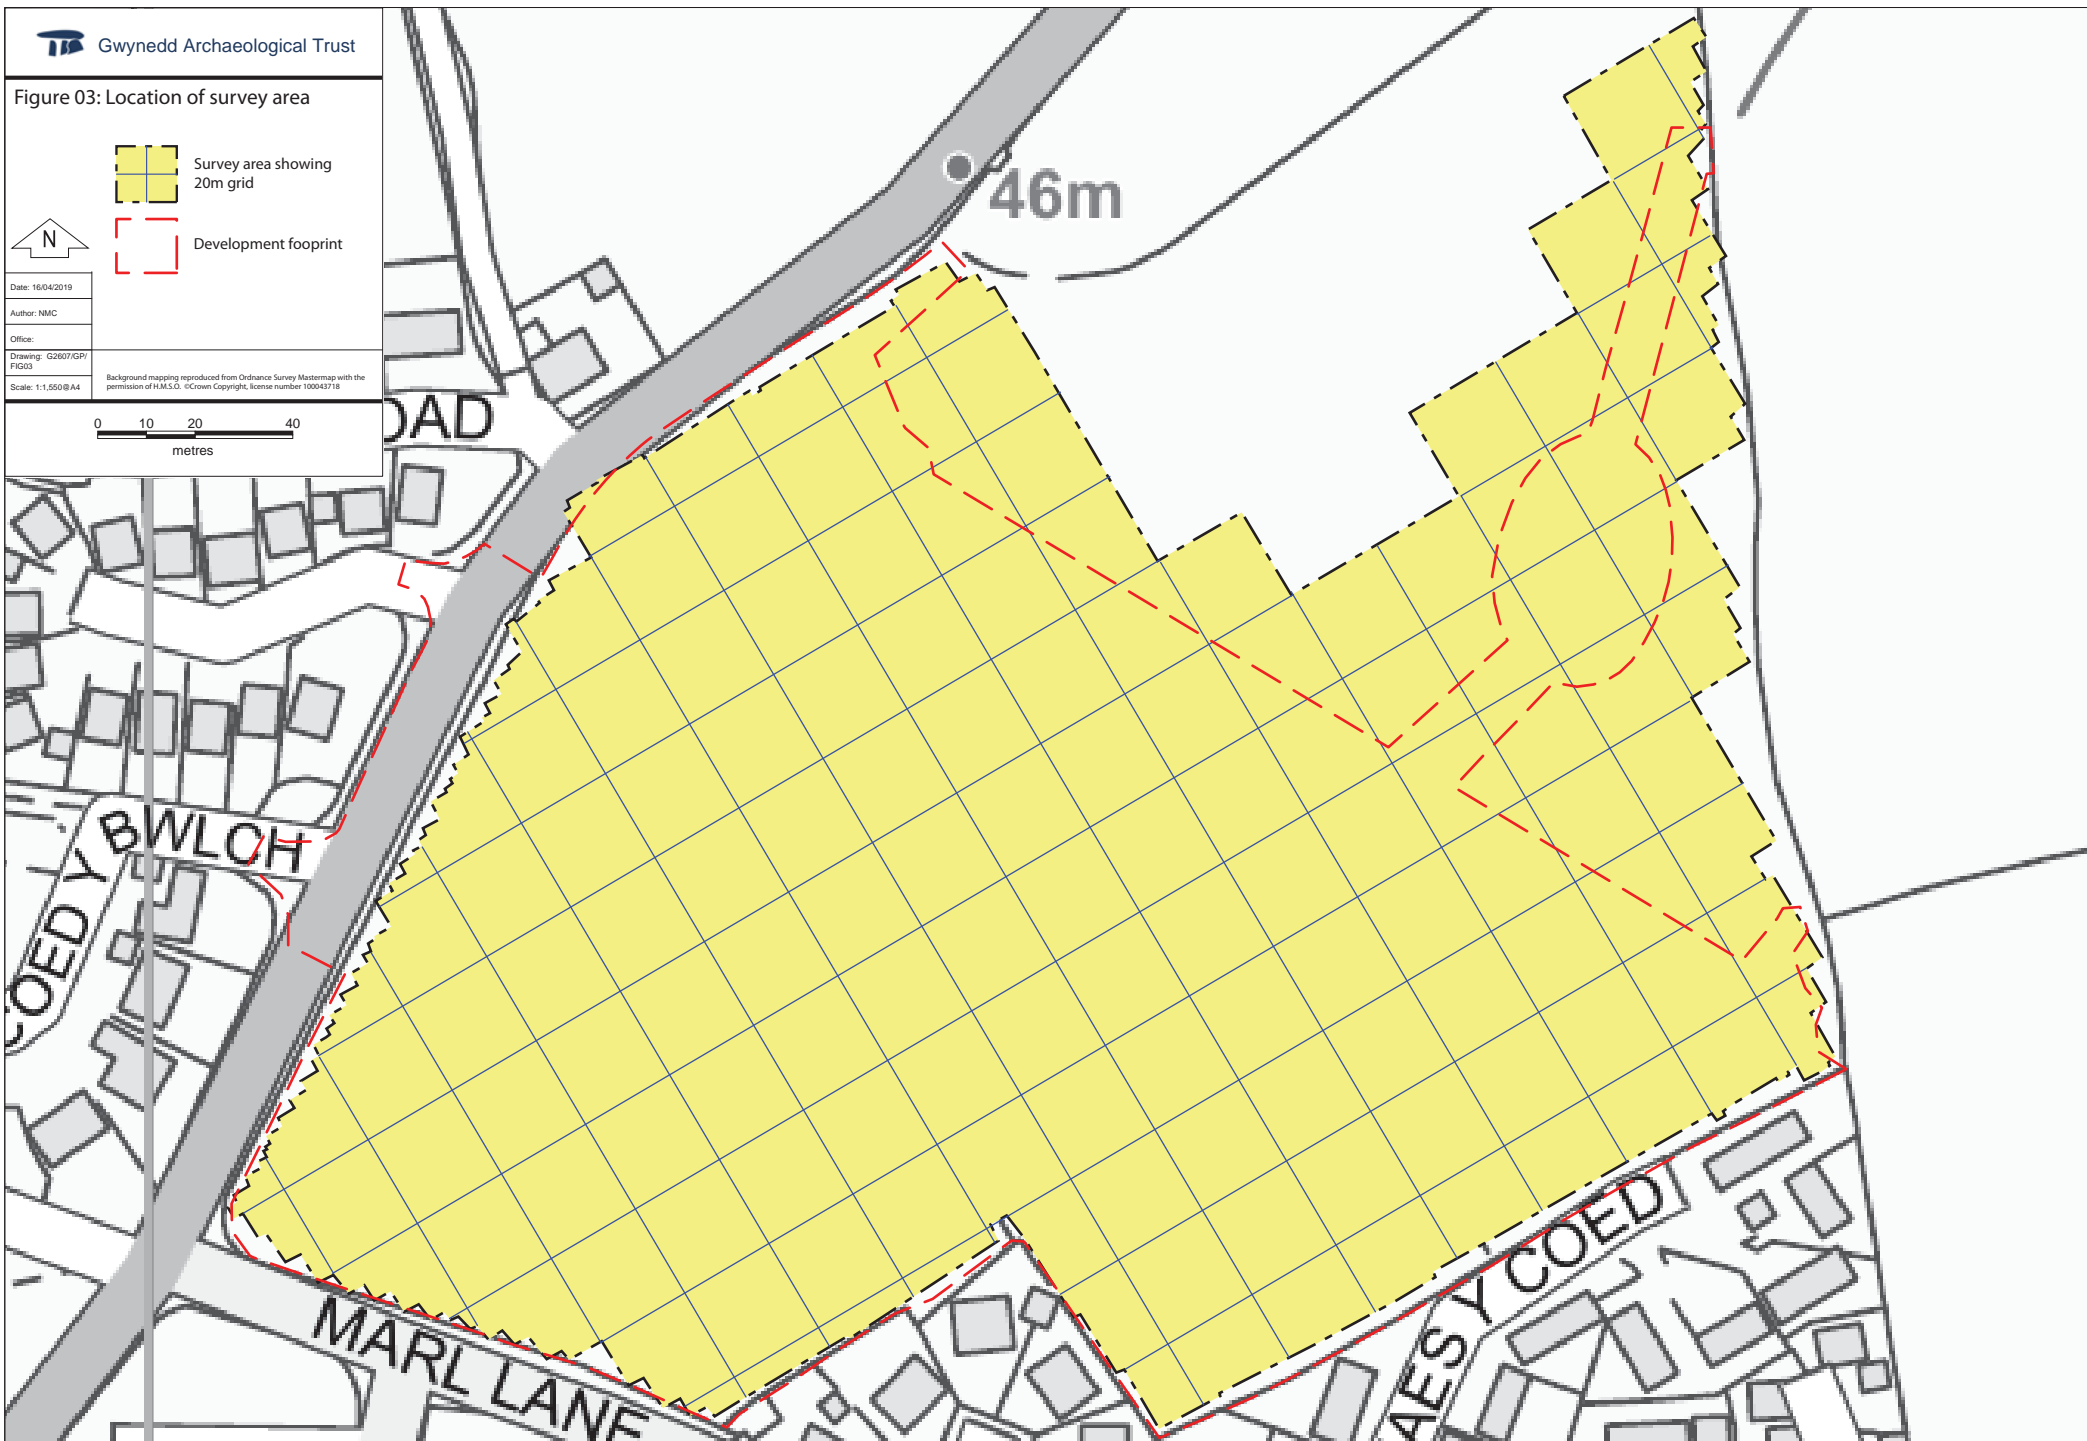 Gwynedd Archaeological Trust
Figure 03: Location of survey area
Survey area showing
20m grid
N
Development fooprint
Date: 16/04/2019
Author: NMC
Office:
Drawing: G2607/GP/
FIG03
Scale: 1:1,550@A4
Background mapping reproduced from Ordnance Survey Mastermap with the
permission of H.M.S.O. ©Crown Copyright, license number 100043718
0 10 20 40
metres
46m
OAD
COED Y BWLCH
MARL LANE
AES Y COED